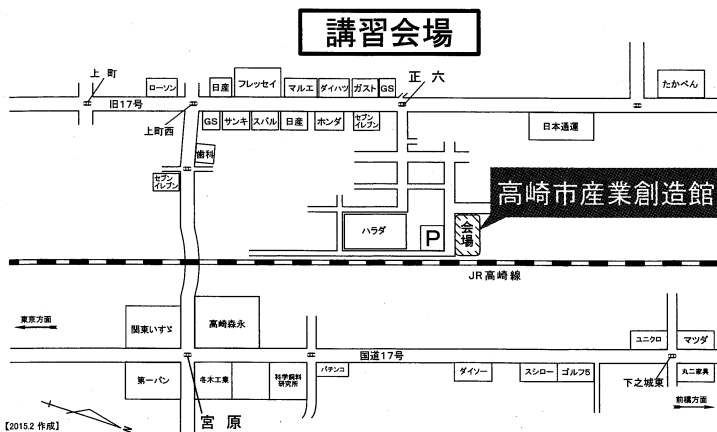 講習会場
上町
ローソン
日産
フレッセイ
マルエ
ダイハツ
ガスト
GS
正六
たかべん
旧17号
上町西
GS
サンキ
スバル
日産
ホンダ
セブン
イレブン
日本通運
歯科
セブン
イレブン
高崎市産業創造館
ハラダ
P
会場
JR高崎線
東京方面
関東いすゞ
高崎森永
国道17号
ユニクロ
マツダ
第一パン
冬木工業
科学飼料
研究所
パチンコ
ダイソー
スシロー
ゴルフ5
下之城東
丸二家具
宮原
前橋方面
【2015.2 作成】
N